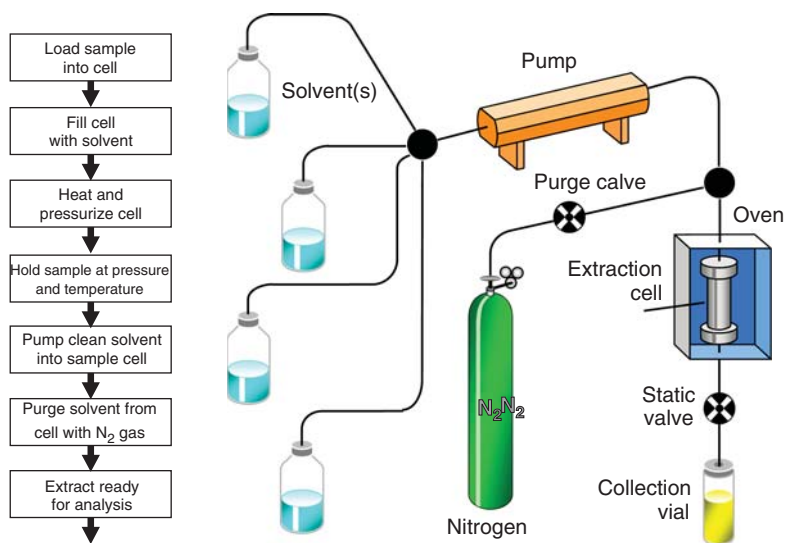 Load sample
into cell
Fill cell
with solvent
Heat and
pressurize cell
Hold sample at pressure
and temperature
Pump clean solvent
into sample cell
Purge solvent from
cell with N₂ gas
Extract ready
for analysis
Solvent(s)
Pump
Purge calve
Oven
Extraction
cell
N₂N₂
Static
valve
Nitrogen
Collection
vial